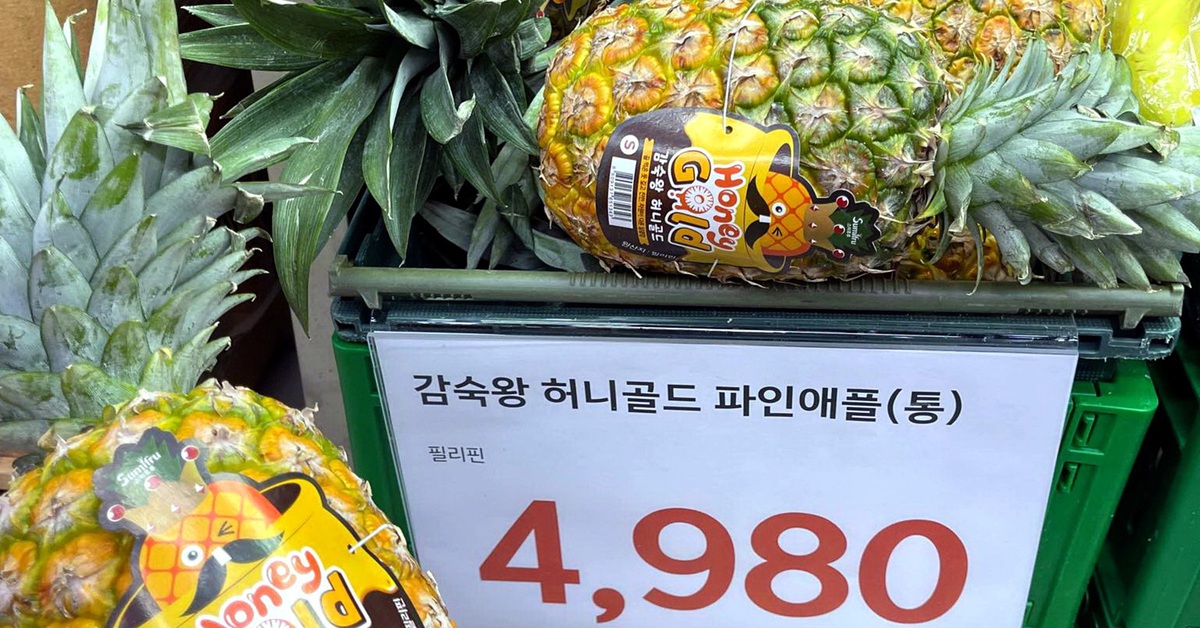 Sumifru
Honey
Gold
감숙왕 허니골드
S
감숙왕 허니골드 파인애플(통)
필리핀
4,980
Sumifru
Honey
Gold